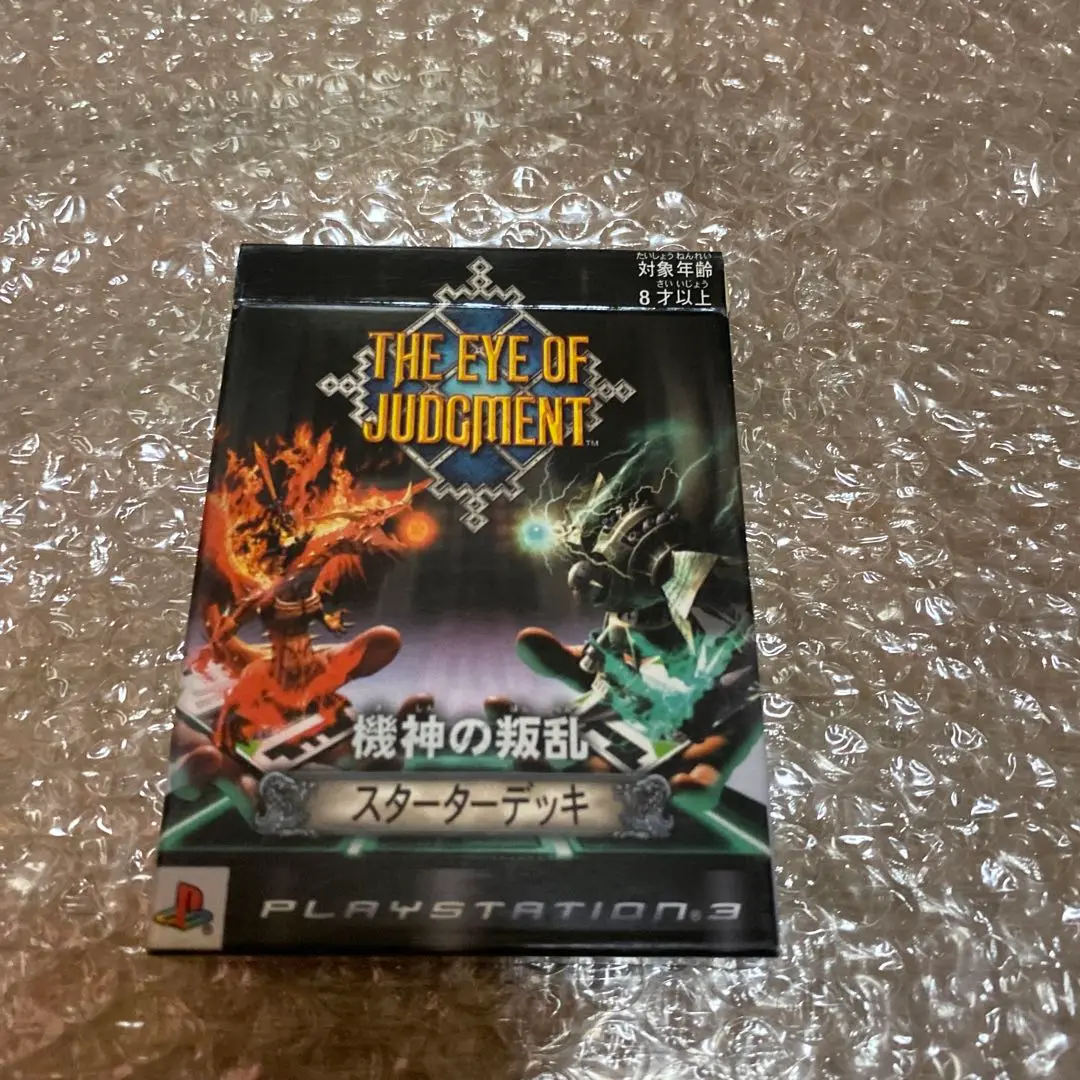 たいしょう ねんれい
対象年齢
さい いじょう
8才以上
THE EYE OF
JUDGMENT™
機神の叛乱
スターターデッキ
PLAYSTATION®3